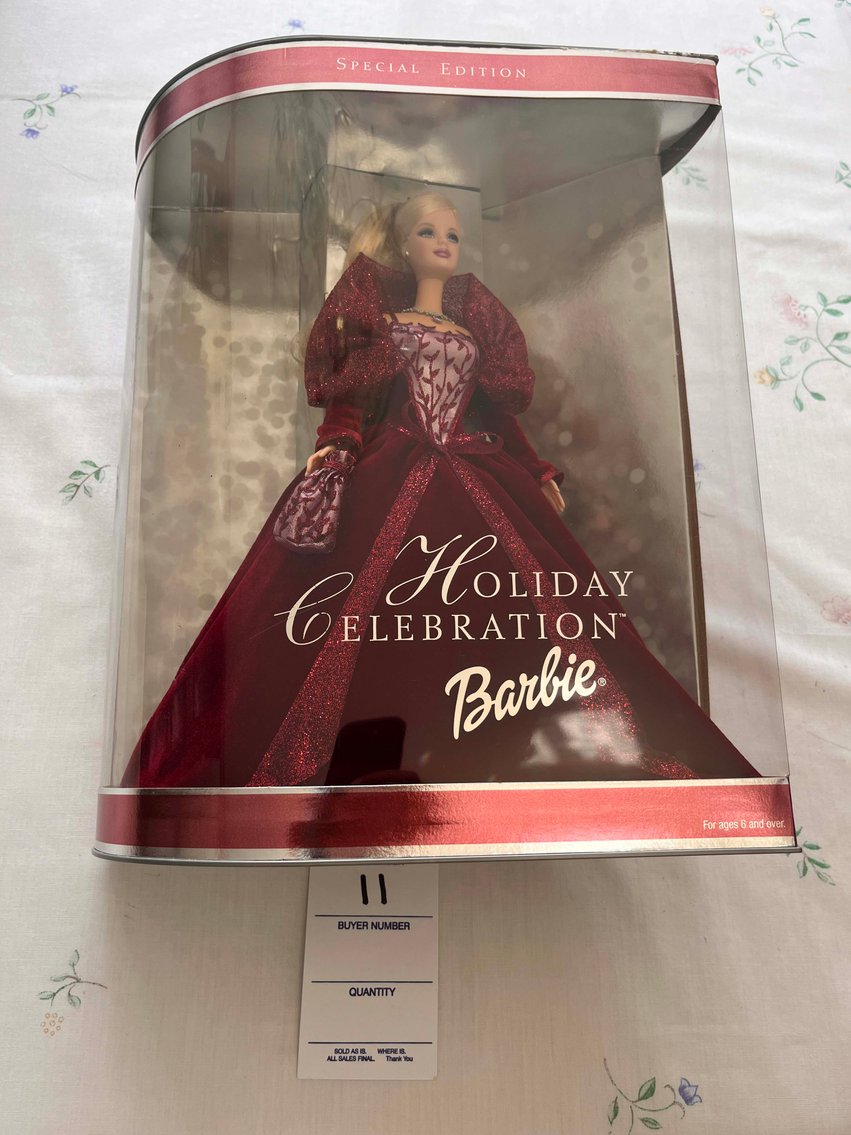 SPECIAL EDITION
HOLIDAY
CELEBRATION™
Barbie®
For ages 6 and over.
11
BUYER NUMBER
QUANTITY
SOLD AS IS. WHERE IS.
ALL SALES FINAL. Thank You